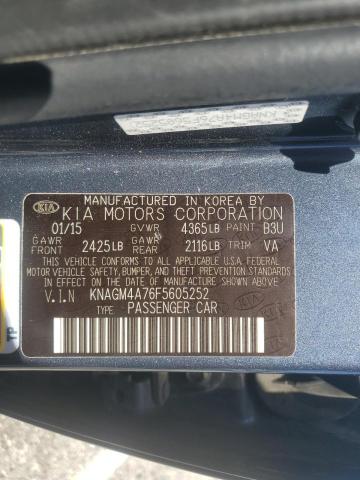 MANUFACTURED IN KOREA BY
KIA KIA MOTORS CORPORATION
01/15 GVWR 4365LB PAINT B3U
GAWR FRONT 2425LB GAWR REAR 2116LB TRIM VA
THIS VEHICLE CONFORMS TO ALL APPLICABLE U.S.A. FEDERAL
MOTOR VEHICLE SAFETY, BUMPER, AND THEFT PREVENTION STANDARDS
IN EFFECT ON THE DATE OF MANUFACTURE SHOWN ABOVE.
V.I.N KNAGM4A76F5605252
TYPE: PASSENGER CAR
TP